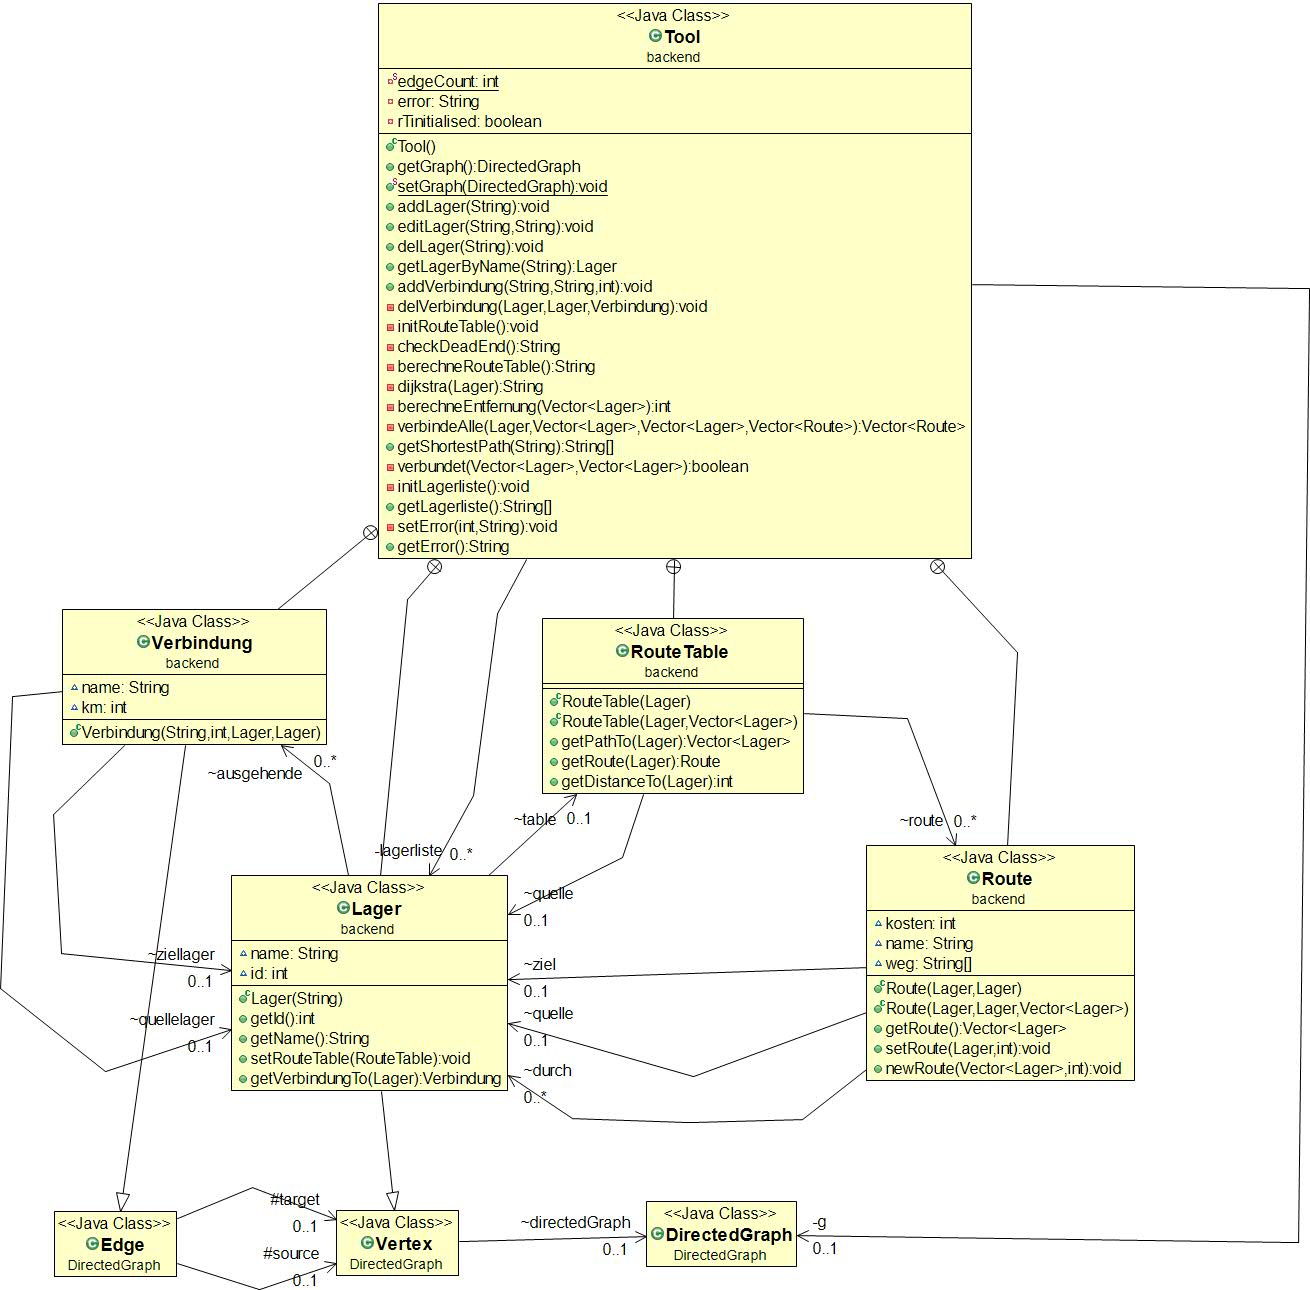 <<Java Class>>
Tool
backend
edgeCount: int
error: String
rTinitialised: boolean
Tool()
getGraph():DirectedGraph
setGraph(DirectedGraph):void
addLager(String):void
editLager(String,String):void
delLager(String):void
getLagerByName(String):Lager
addVerbindung(String,String,int):void
delVerbindung(Lager,Lager,Verbindung):void
initRouteTable():void
checkDeadEnd():String
berechneRouteTable():String
dijkstra(Lager):String
berechneEntfernung(Vector<Lager>):int
verbindeAlle(Lager,Vector<Lager>,Vector<Lager>,Vector<Route>):Vector<Route>
getShortestPath(String):String[]
verbundet(Vector<Lager>,Vector<Lager>):boolean
initLagerliste():void
getLagerliste():String[]
setError(int,String):void
getError():String
<<Java Class>>
Verbindung
backend
name: String
km: int
Verbindung(String,int,Lager,Lager)
<<Java Class>>
RouteTable
backend
RouteTable(Lager)
RouteTable(Lager,Vector<Lager>)
getPathTo(Lager):Vector<Lager>
getRoute(Lager):Route
getDistanceTo(Lager):int
~ausgehende
0..*
~table
0..1
~route
0..*
-lagerliste
0..*
<<Java Class>>
Lager
backend
name: String
id: int
Lager(String)
getId():int
getName():String
setRouteTable(RouteTable):void
getVerbindungTo(Lager):Verbindung
~ziellager
0..1
~quellelager
0..1
~quelle
0..1
~ziel
0..1
~quelle
0..1
~durch
0..*
<<Java Class>>
Route
backend
kosten: int
name: String
weg: String[]
Route(Lager,Lager)
Route(Lager,Lager,Vector<Lager>)
getRoute():Vector<Lager>
setRoute(Lager,int):void
newRoute(Vector<Lager>,int):void
<<Java Class>>
Edge
DirectedGraph
#target
0..1
#source
0..1
<<Java Class>>
Vertex
DirectedGraph
~directedGraph
0..1
<<Java Class>>
DirectedGraph
DirectedGraph
-g
0..1